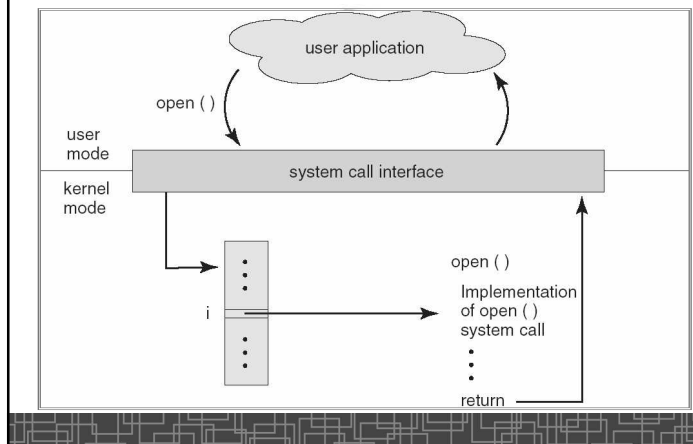 user application
open ( )
user
mode
system call interface
kernel
mode
open ( )
i
Implementation
of open ( )
system call
return